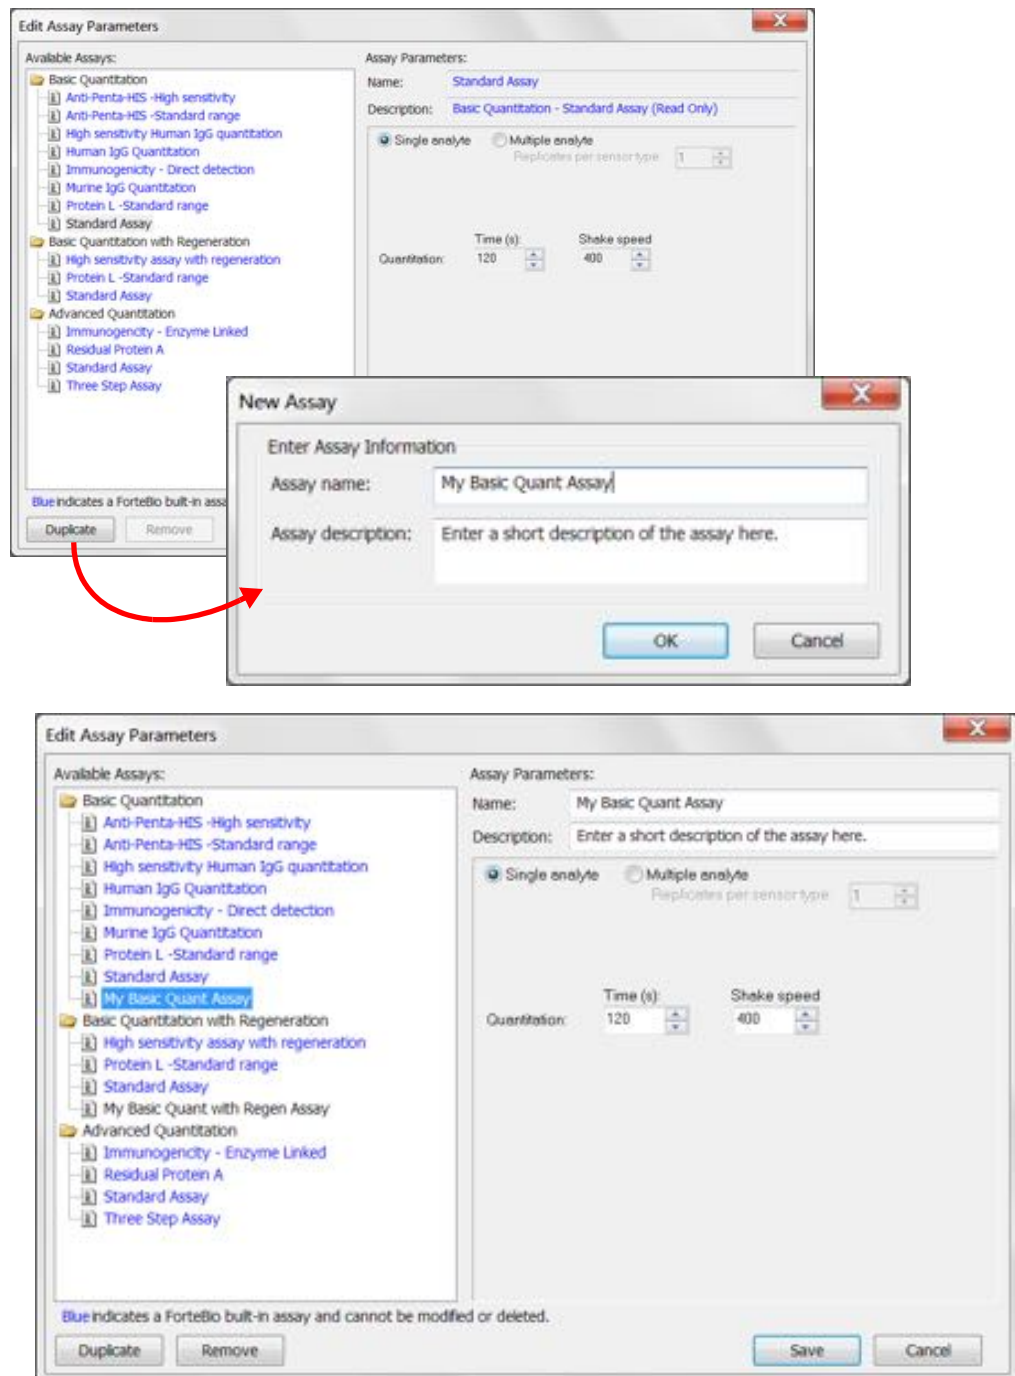 Edit Assay Parameters
Available Assays:
Basic Quantitation
Anti-Penta-HIS -High sensitivity
Anti-Penta-HIS -Standard range
High sensitivity Human IgG quantitation
Human IgG Quantitation
Immunogenicity - Direct detection
Murine IgG Quantitation
Protein L -Standard range
Standard Assay
Basic Quantitation with Regeneration
High sensitivity assay with regeneration
Protein L -Standard range
Standard Assay
Advanced Quantitation
Immunogencity - Enzyme Linked
Residual Protein A
Standard Assay
Three Step Assay
Blue indicates a ForteBio built-in assa
Duplicate Remove
Assay Parameters:
Name: Standard Assay
Description: Basic Quantitation - Standard Assay (Read Only)
Single analyte Multiple analyte
Replicates per sensor type 1
Time (s): Shake speed
Quantitation: 120 400
New Assay
Enter Assay Information
Assay name: My Basic Quant Assay
Assay description: Enter a short description of the assay here.
OK Cancel
Edit Assay Parameters
Available Assays:
Basic Quantitation
Anti-Penta-HIS -High sensitivity
Anti-Penta-HIS -Standard range
High sensitivity Human IgG quantitation
Human IgG Quantitation
Immunogenicity - Direct detection
Murine IgG Quantitation
Protein L -Standard range
Standard Assay
My Basic Quant Assay
Basic Quantitation with Regeneration
High sensitivity assay with regeneration
Protein L -Standard range
Standard Assay
My Basic Quant with Regen Assay
Advanced Quantitation
Immunogencity - Enzyme Linked
Residual Protein A
Standard Assay
Three Step Assay
Assay Parameters:
Name: My Basic Quant Assay
Description: Enter a short description of the assay here.
Single analyte Multiple analyte
Replicates per sensor type 1
Time (s): Shake speed
Quantitation: 120 400
Blue indicates a ForteBio built-in assay and cannot be modified or deleted.
Duplicate Remove Save Cancel